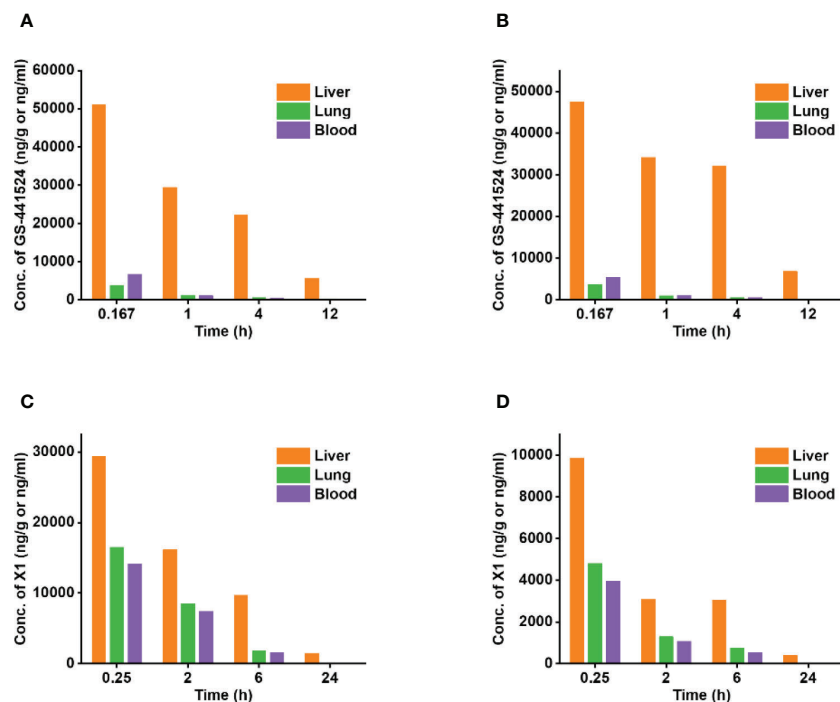 A
Conc. of GS-441524 (ng/g or ng/ml)
60000
50000
40000
30000
20000
10000
0
Liver
Lung
Blood
0.167 1 4 12
Time (h)
B
Conc. of GS-441524 (ng/g or ng/ml)
50000
40000
30000
20000
10000
0
Liver
Lung
Blood
0.167 1 4 12
Time (h)
C
Conc. of X1 (ng/g or ng/ml)
30000
20000
10000
0
Liver
Lung
Blood
0.25 2 6 24
Time (h)
D
Conc. of X1 (ng/g or ng/ml)
10000
8000
6000
4000
2000
0
Liver
Lung
Blood
0.25 2 6 24
Time (h)